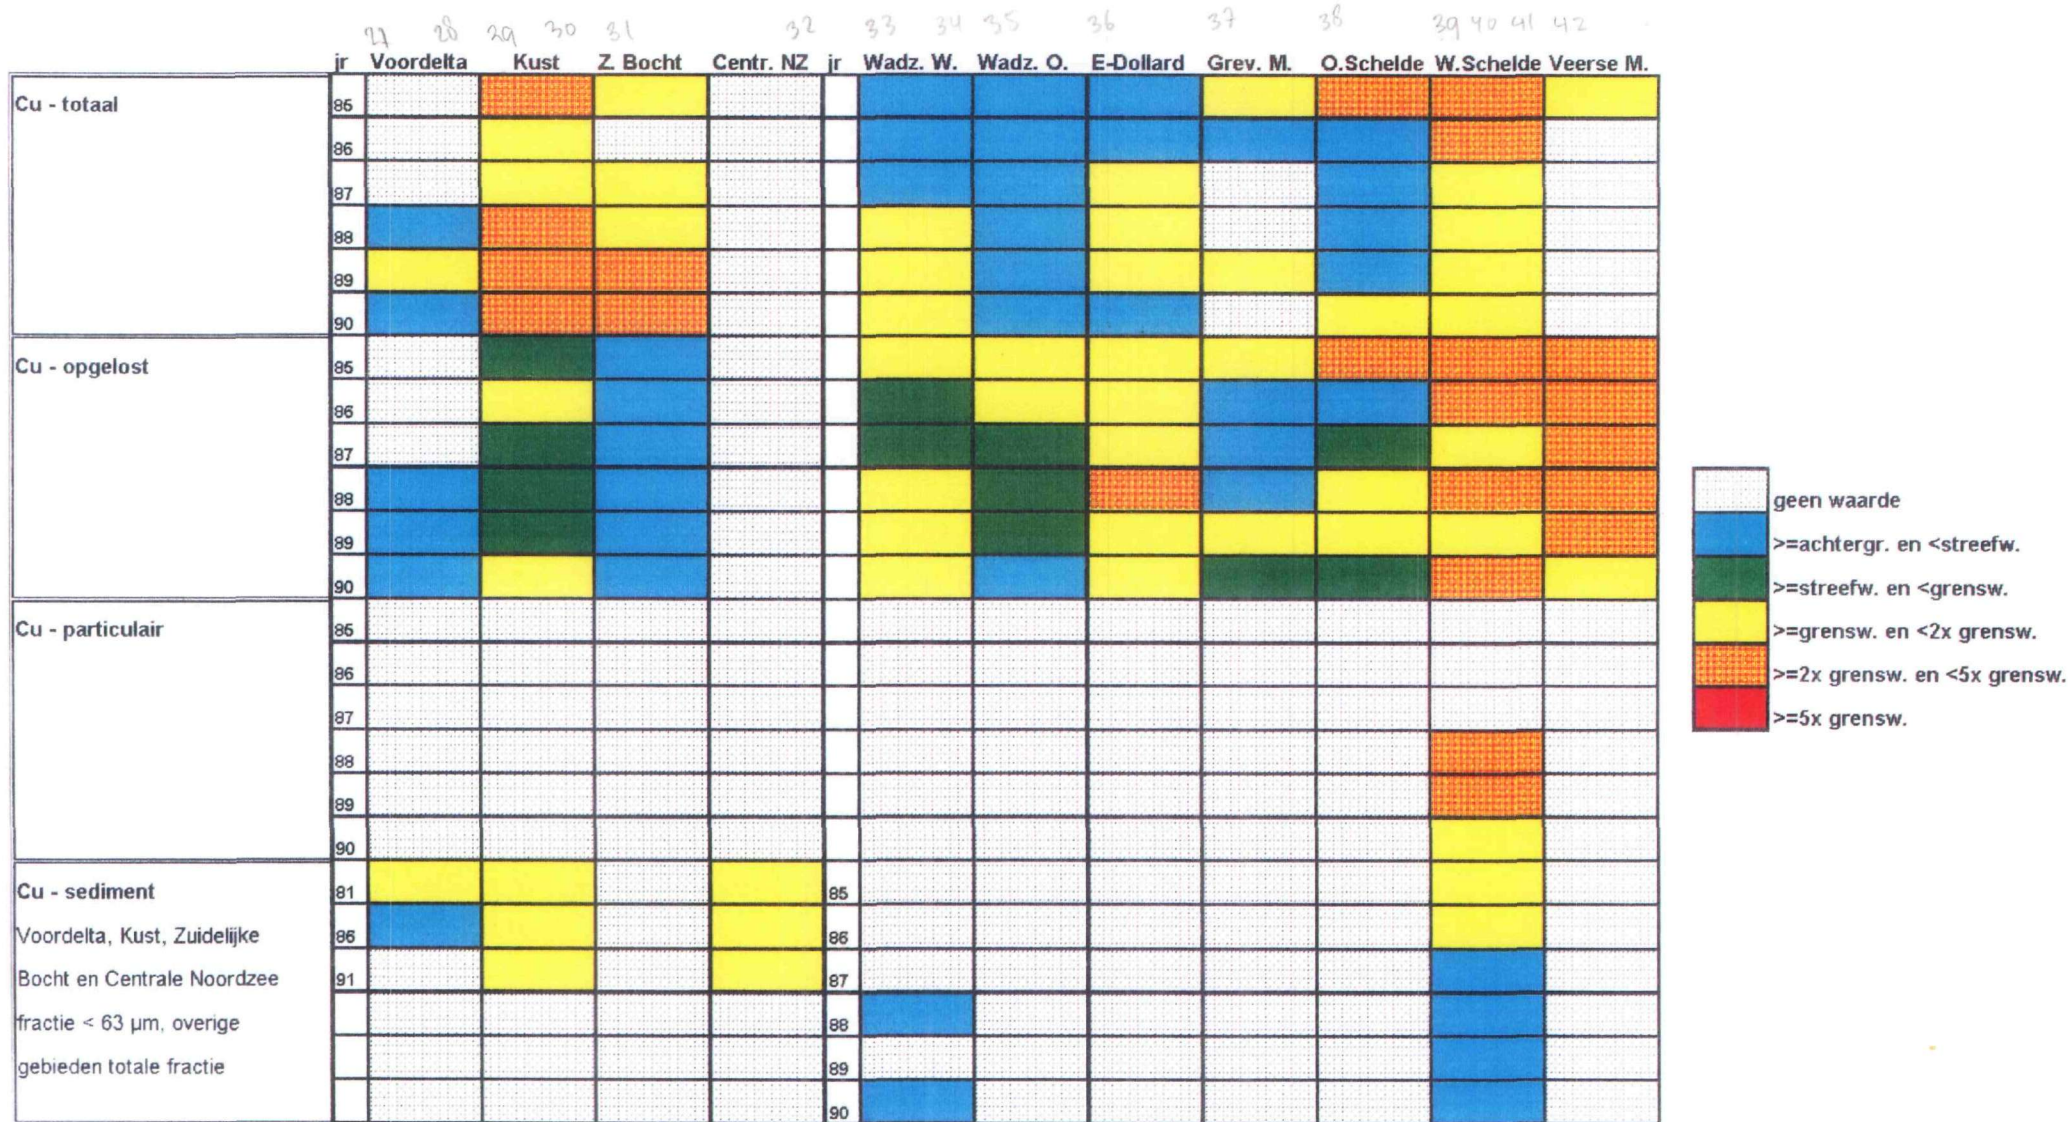 27 28 29 30 31 32 33 34 35 36 37 38 39 40 41 42
jr Voordelta Kust Z. Bocht Centr. NZ jr Wadz. W. Wadz. O. E-Dollard Grev. M. O.Schelde W.Schelde Veerse M.
Cu - totaal
85
86
87
88
89
90
Cu - opgelost
85
86
87
88
89
90
Cu - particulair
85
86
87
88
89
90
Cu - sediment
81 85
Voordelta, Kust, Zuidelijke
86 86
Bocht en Centrale Noordzee
91 87
fractie < 63 µm, overige
88
gebieden totale fractie
89
90
geen waarde
>=achtergr. en <streefw.
>=streefw. en <grensw.
>=grensw. en <2x grensw.
>=2x grensw. en <5x grensw.
>=5x grensw.